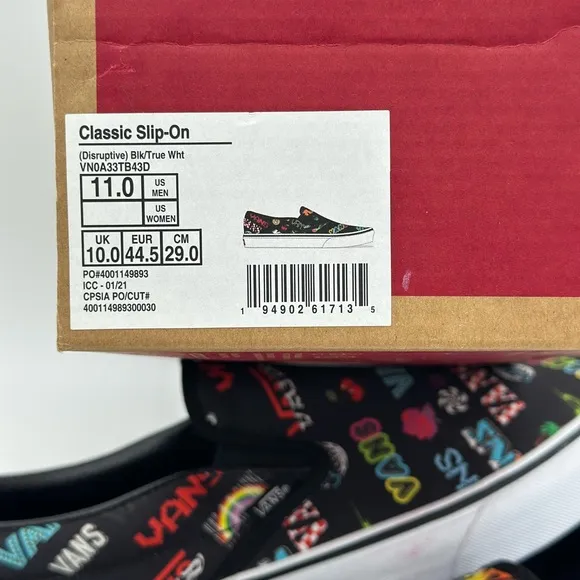 Classic Slip-On
(Disruptive) Blk/True Wht
VN0A33TB43D
11.0 US MEN
US WOMEN
UK EUR CM
10.0 44.5 29.0
PO#4001149893
ICC - 01/21
CPSIA PO/CUT#
400114989300030
1 94902 61713 5
VANS
VANS
VANS
VANS
VANS